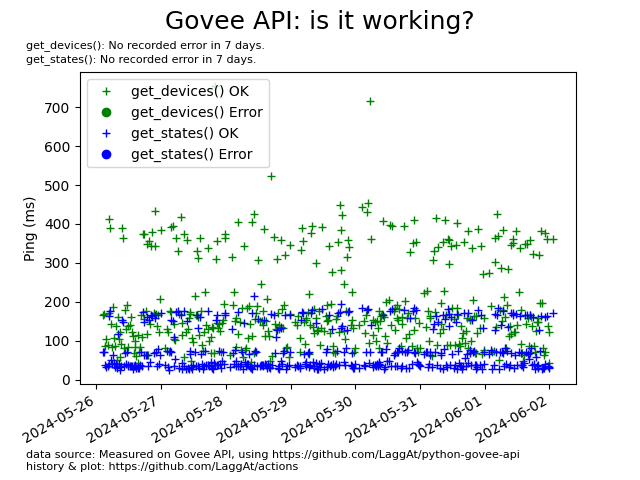 Govee API: is it working?
get_devices(): No recorded error in 7 days.
get_states(): No recorded error in 7 days.
get_devices() OK
get_devices() Error
get_states() OK
get_states() Error
Ping (ms)
700
600
500
400
300
200
100
0
2024-05-26
2024-05-27
2024-05-28
2024-05-29
2024-05-30
2024-05-31
2024-06-01
2024-06-02
data source: Measured on Govee API, using https://github.com/LaggAt/python-govee-api
history & plot: https://github.com/LaggAt/actions